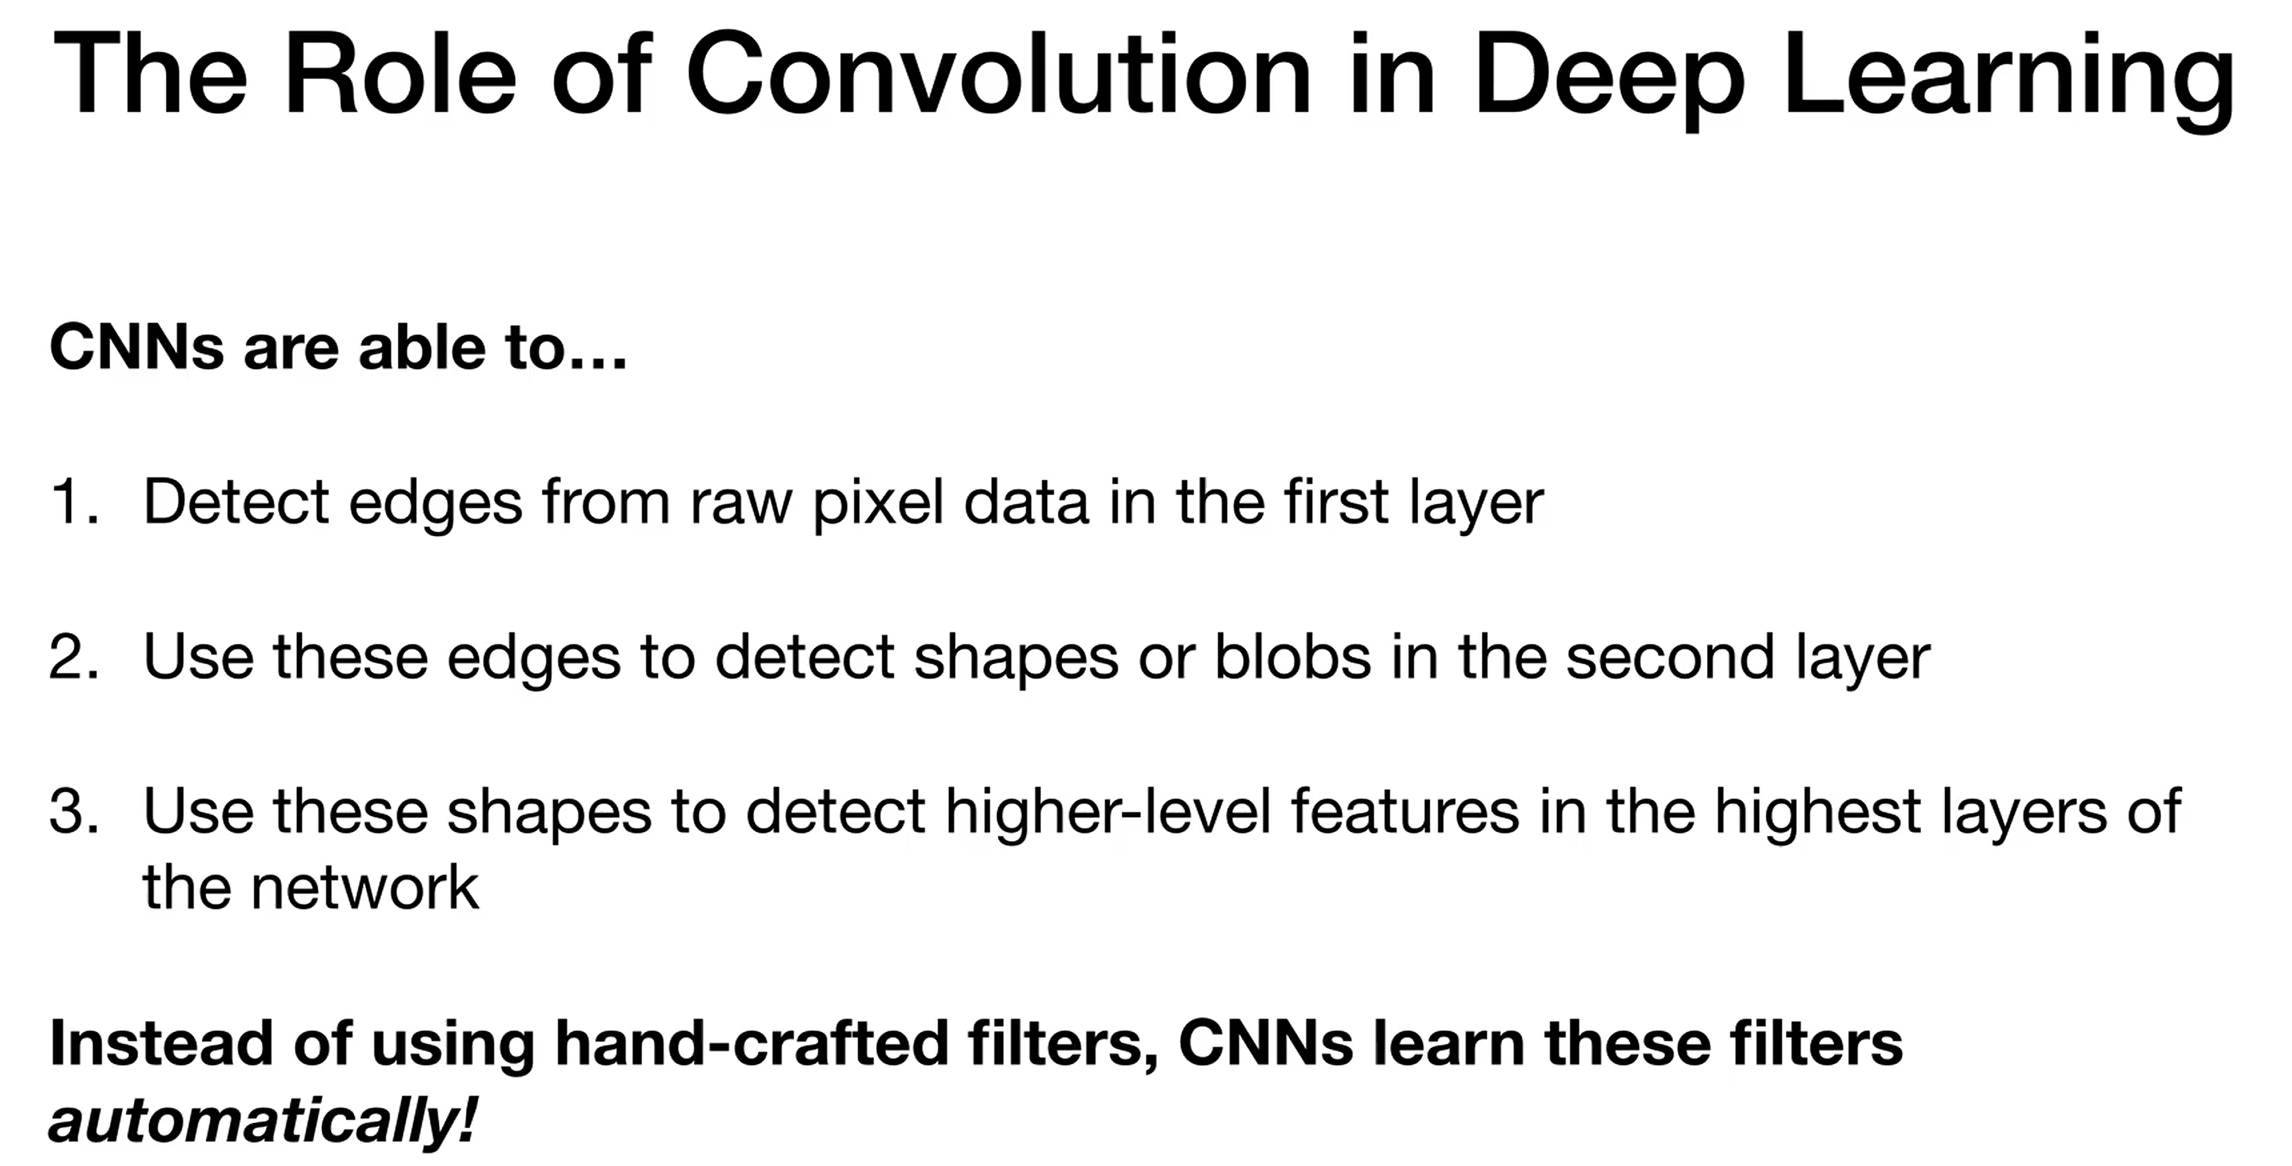 The Role of Convolution in Deep Learning
CNNs are able to...
1. Detect edges from raw pixel data in the first layer
2. Use these edges to detect shapes or blobs in the second layer
3. Use these shapes to detect higher-level features in the highest layers of
the network
Instead of using hand-crafted filters, CNNs learn these filters
automatically!